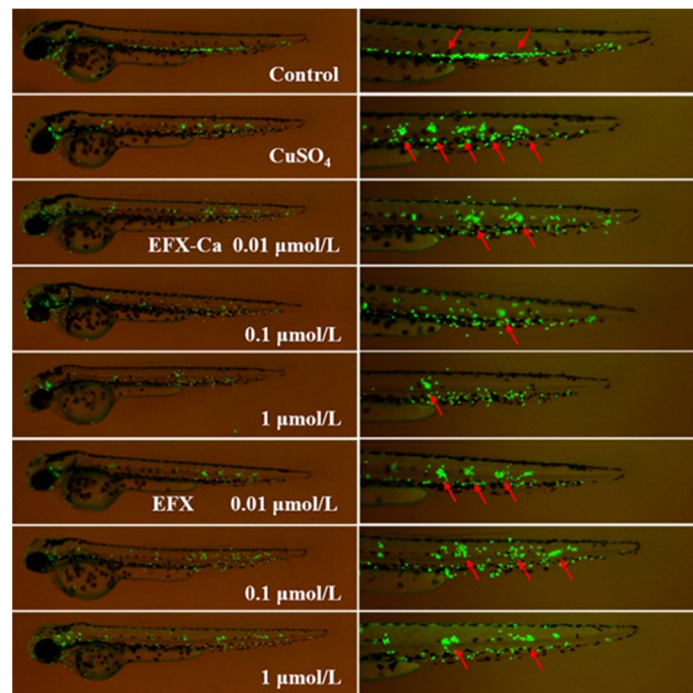 Control
CuSO₄
EFX-Ca 0.01 μmol/L
0.1 μmol/L
1 μmol/L
EFX 0.01 μmol/L
0.1 μmol/L
1 μmol/L